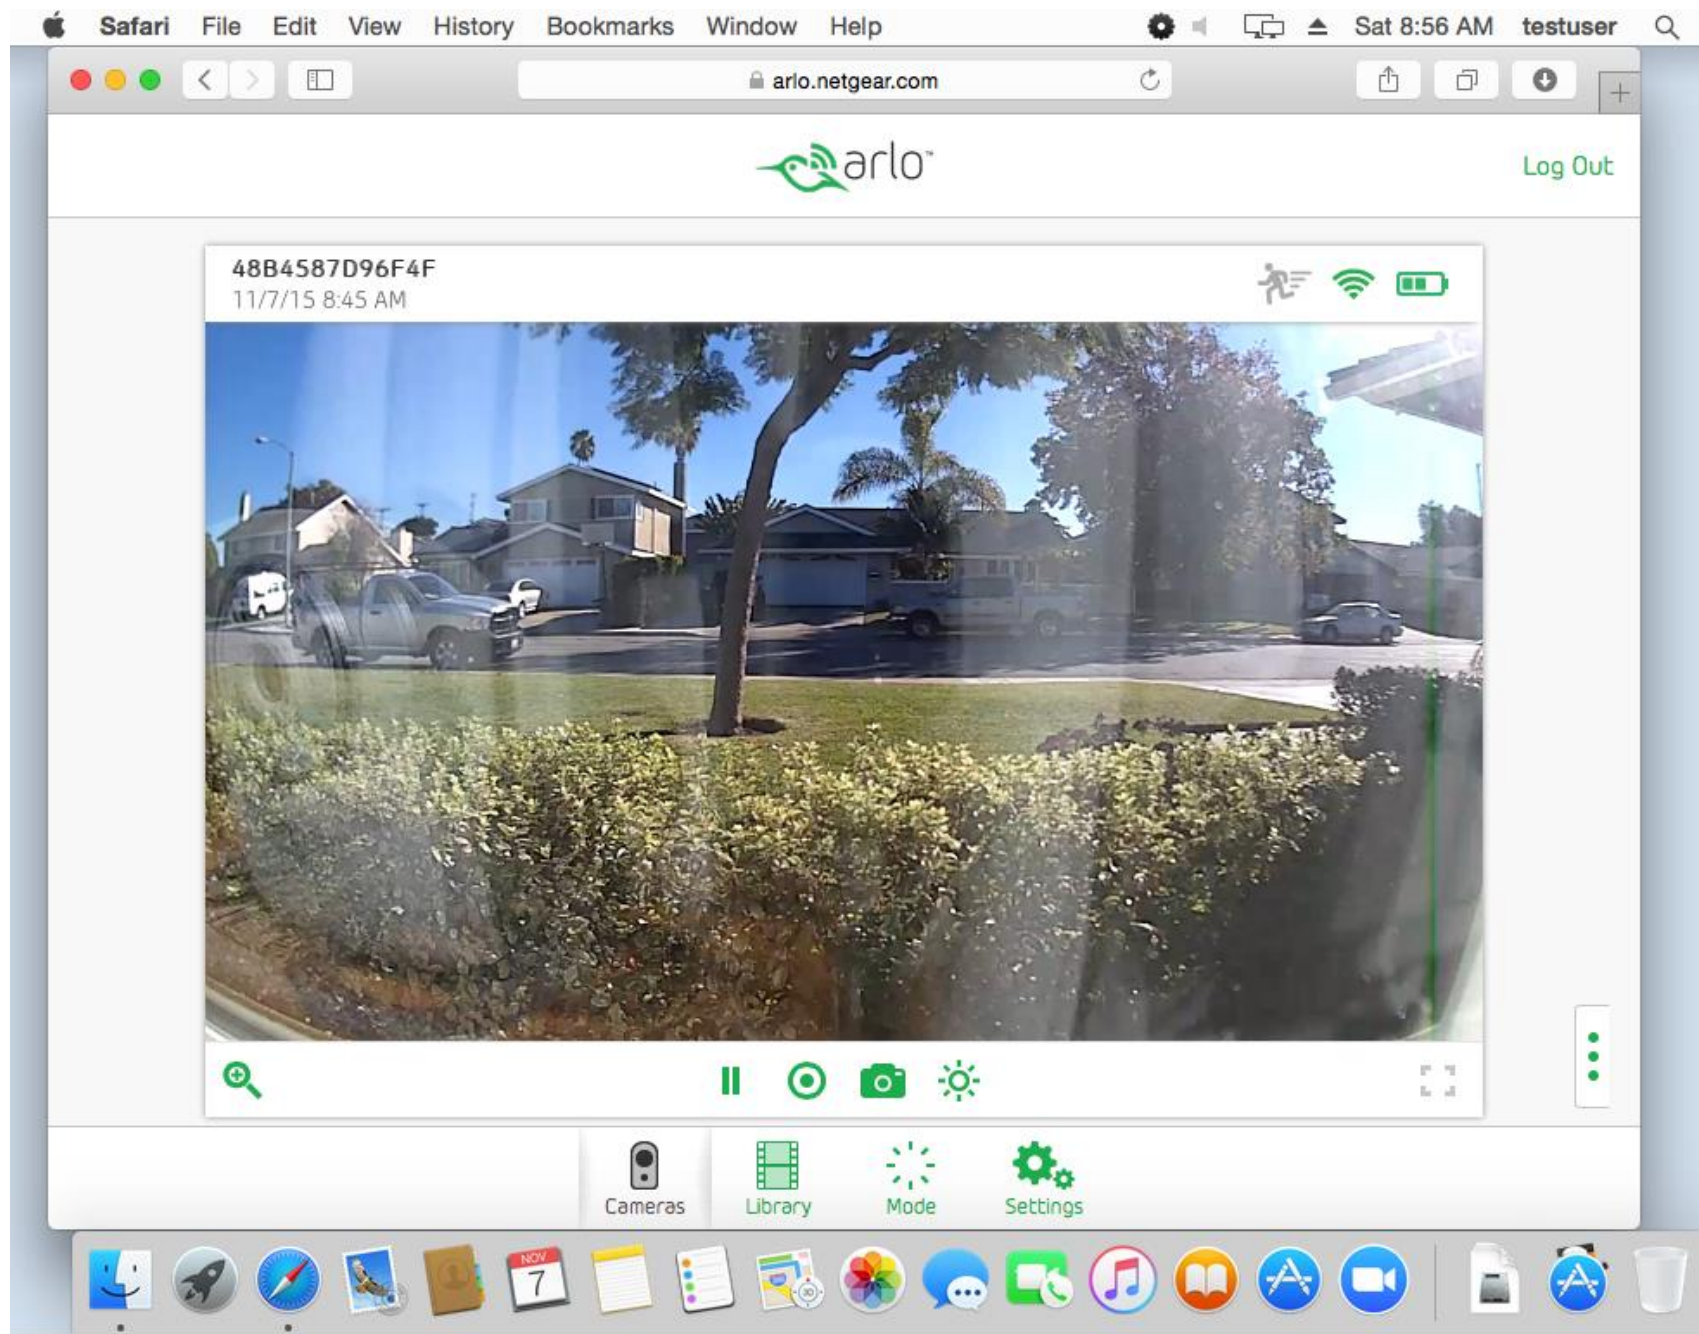 Safari File Edit View History Bookmarks Window Help Sat 8:56 AM testuser
arlo.netgear.com
arlo™
Log Out
48B4587D96F4F
11/7/15 8:45 AM
Cameras Library Mode Settings
NOV
7